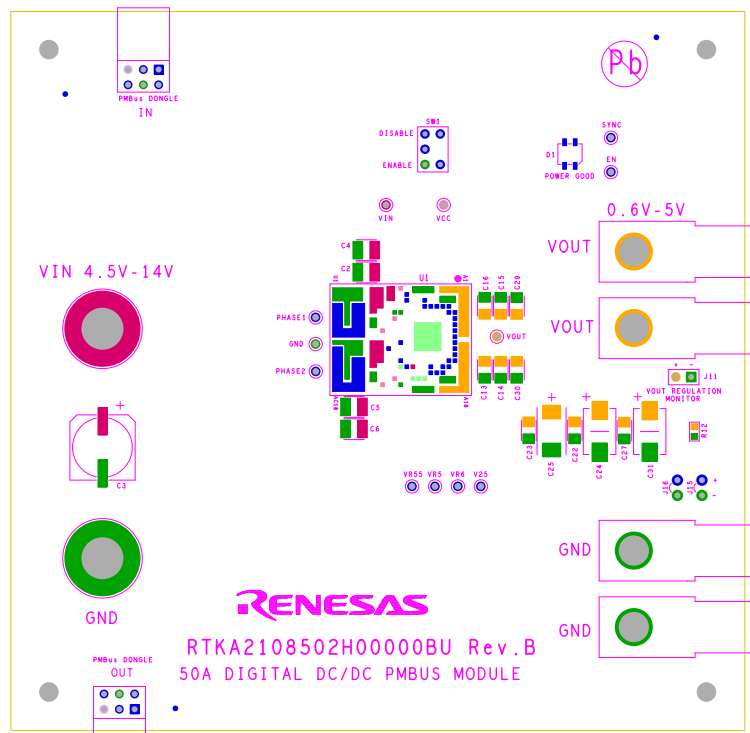 PMBus DONGLE
IN
Pb
SW1
DISABLE
ENABLE
SYNC
D1
EN
POWER GOOD
VIN
VCC
0.6V-5V
VOUT
C4
C2
U1
VIN 4.5V-14V
C16
C15
C29
PHASE1
GND
PHASE2
VOUT
VOUT
C13
C14
C30
+ -
J11
VOUT REGULATION
MONITOR
C5
C6
+
C3
+
+
+
C23
C25
C22
C24
C27
C31
R12
VR55
VR5
VR6
V25
J16
J15
+
-
GND
GND
GND
RENESAS
RTKA2108502H00000BU Rev.B
50A DIGITAL DC/DC PMBUS MODULE
PMBus DONGLE
OUT